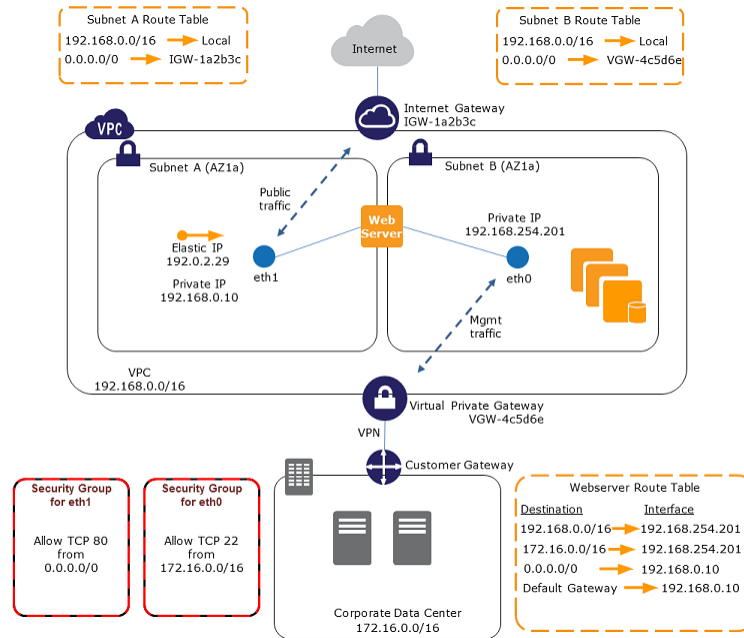 Subnet A Route Table
192.168.0.0/16 Local
0.0.0.0/0 IGW-1a2b3c
Internet
Subnet B Route Table
192.168.0.0/16 Local
0.0.0.0/0 VGW-4c5d6e
Internet Gateway
IGW-1a2b3c
VPC
Subnet A (AZ1a)
Subnet B (AZ1a)
Public
traffic
Elastic IP
192.0.2.29
Private IP
192.168.0.10
eth1
Web
Server
Private IP
192.168.254.201
eth0
Mgmt
traffic
VPC
192.168.0.0/16
Virtual Private Gateway
VGW-4c5d6e
VPN
Customer Gateway
Security Group
for eth1
Allow TCP 80
from
0.0.0.0/0
Security Group
for eth0
Allow TCP 22
from
172.16.0.0/16
Corporate Data Center
172.16.0.0/16
Webserver Route Table
Destination Interface
192.168.0.0/16 192.168.254.201
172.16.0.0/16 192.168.254.201
0.0.0.0/0 192.168.0.10
Default Gateway 192.168.0.10